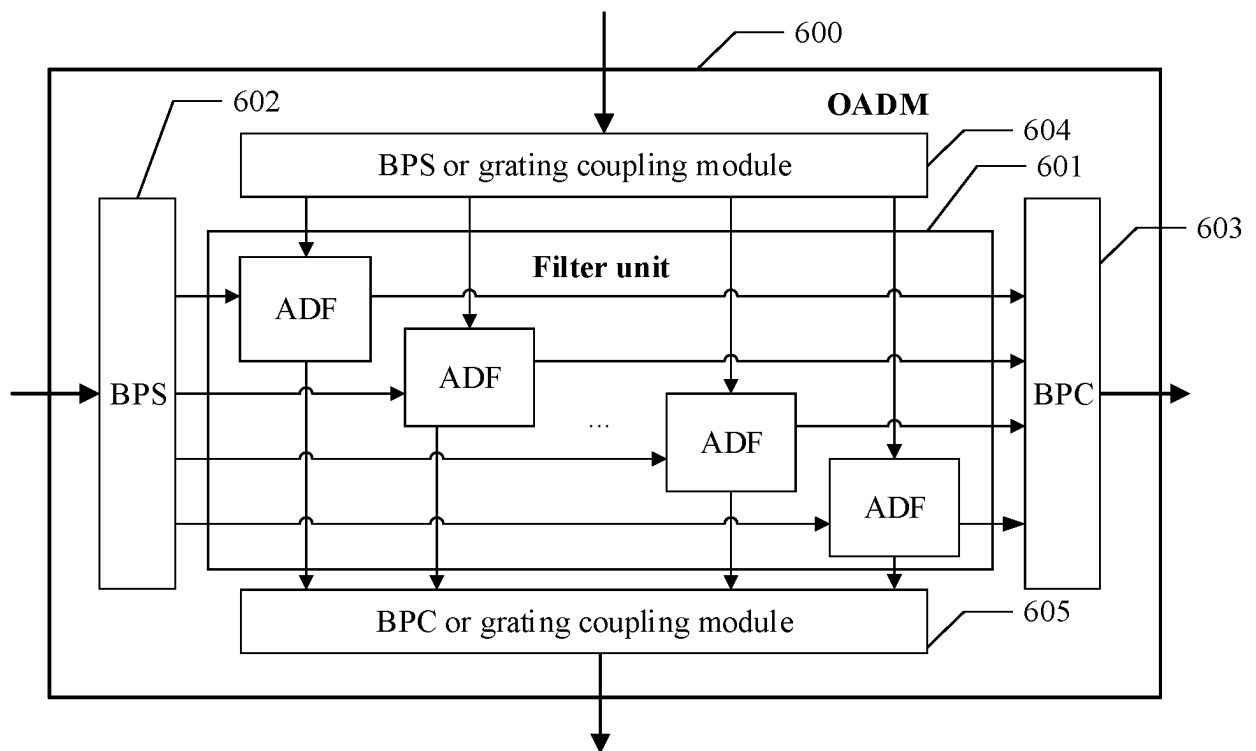 600
602
OADM
604
BPS or grating coupling module
601
603
Filter unit
ADF
ADF
BPS
BPC
...
ADF
ADF
605
BPC or grating coupling module